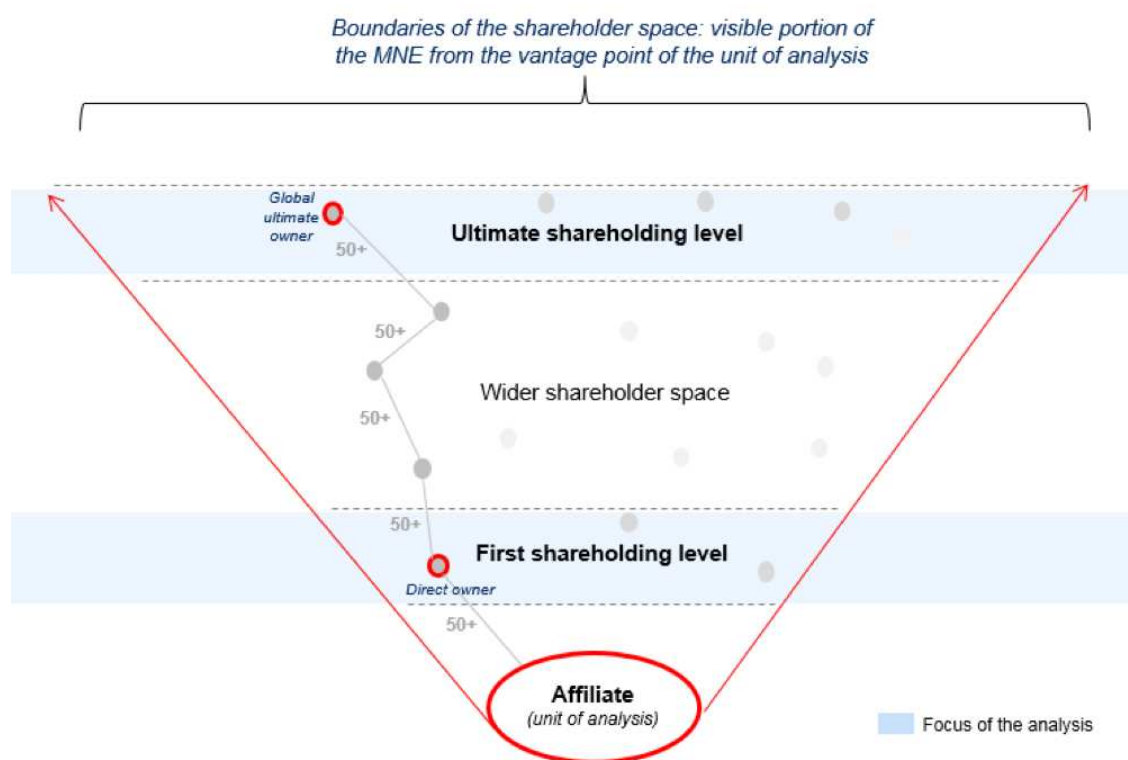 Boundaries of the shareholder space: visible portion of
the MNE from the vantage point of the unit of analysis
Global
ultimate
owner
Ultimate shareholding level
50+
50+
Wider shareholder space
50+
50+
First shareholding level
Direct owner
50+
Affiliate
(unit of analysis)
Focus of the analysis